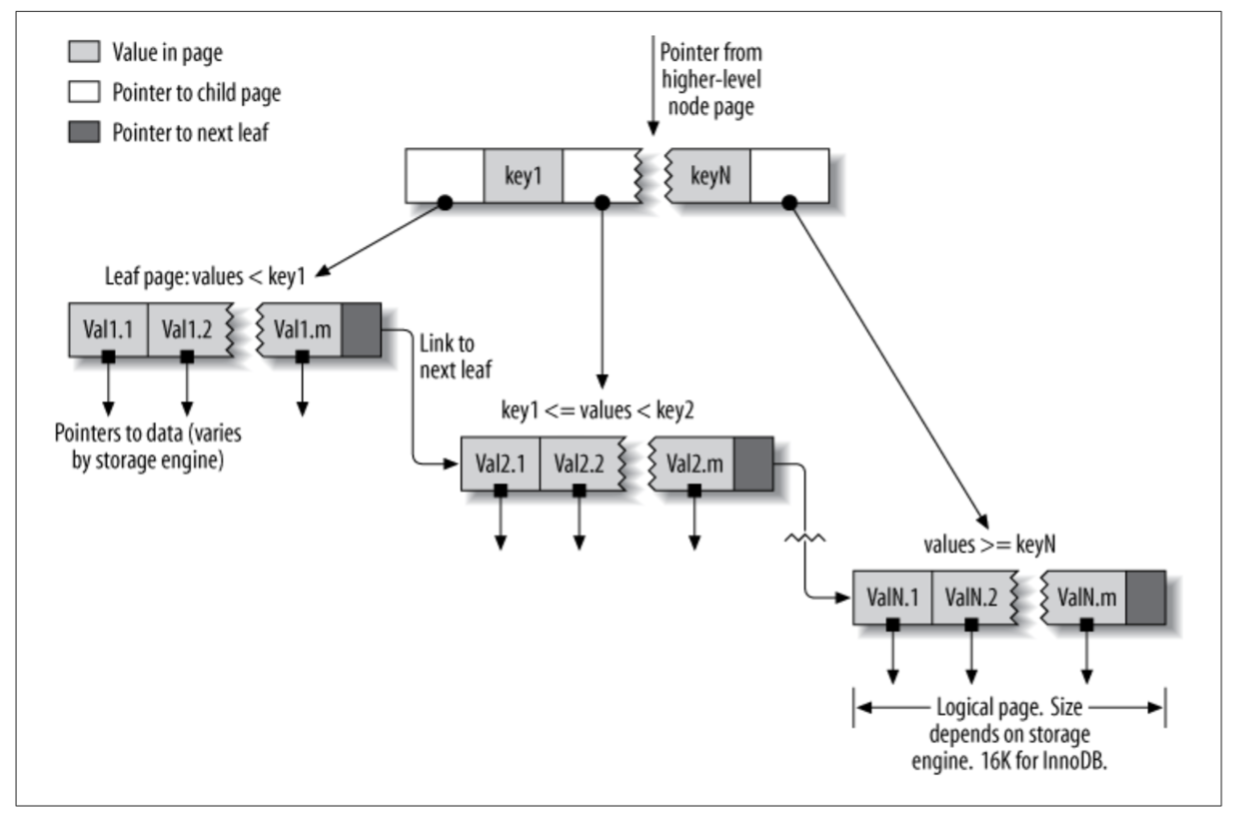 Value in page
Pointer to child page
Pointer to next leaf
Pointer from
higher-level
node page
key1
keyN
Leaf page: values < key1
Val1.1
Val1.2
Val1.m
Link to
next leaf
Pointers to data (varies
by storage engine)
key1 <= values < key2
Val2.1
Val2.2
Val2.m
values >= keyN
ValN.1
ValN.2
ValN.m
Logical page. Size
depends on storage
engine. 16K for InnoDB.